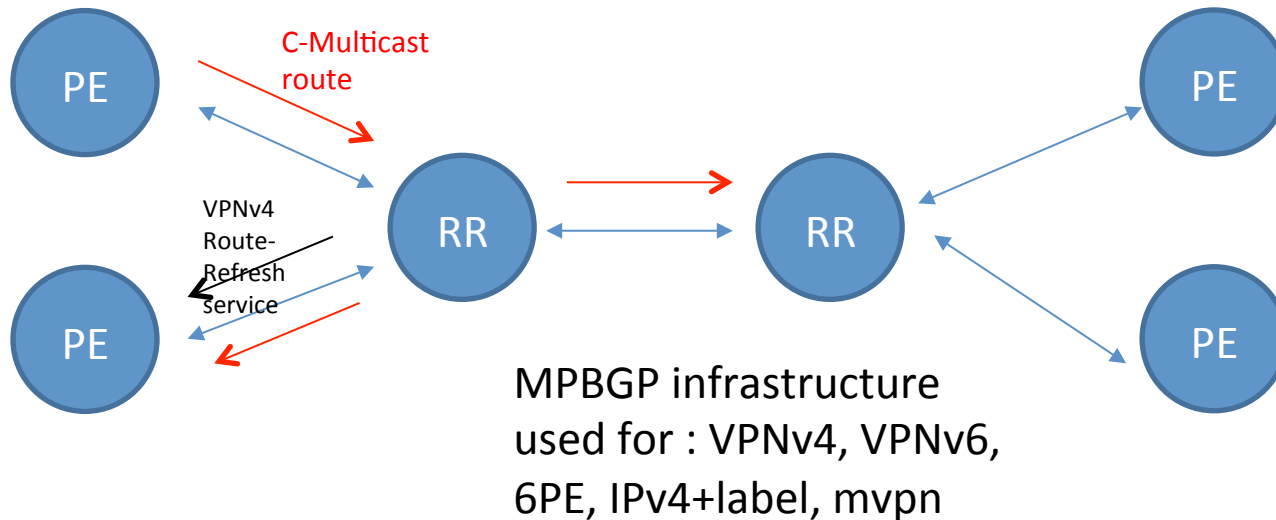 C-Multicast
route
PE
PE
VPNv4
Route-
Refresh
service
RR
RR
PE
PE
MPBGP infrastructure
used for : VPNv4, VPNv6,
6PE, IPv4+label, mvpn